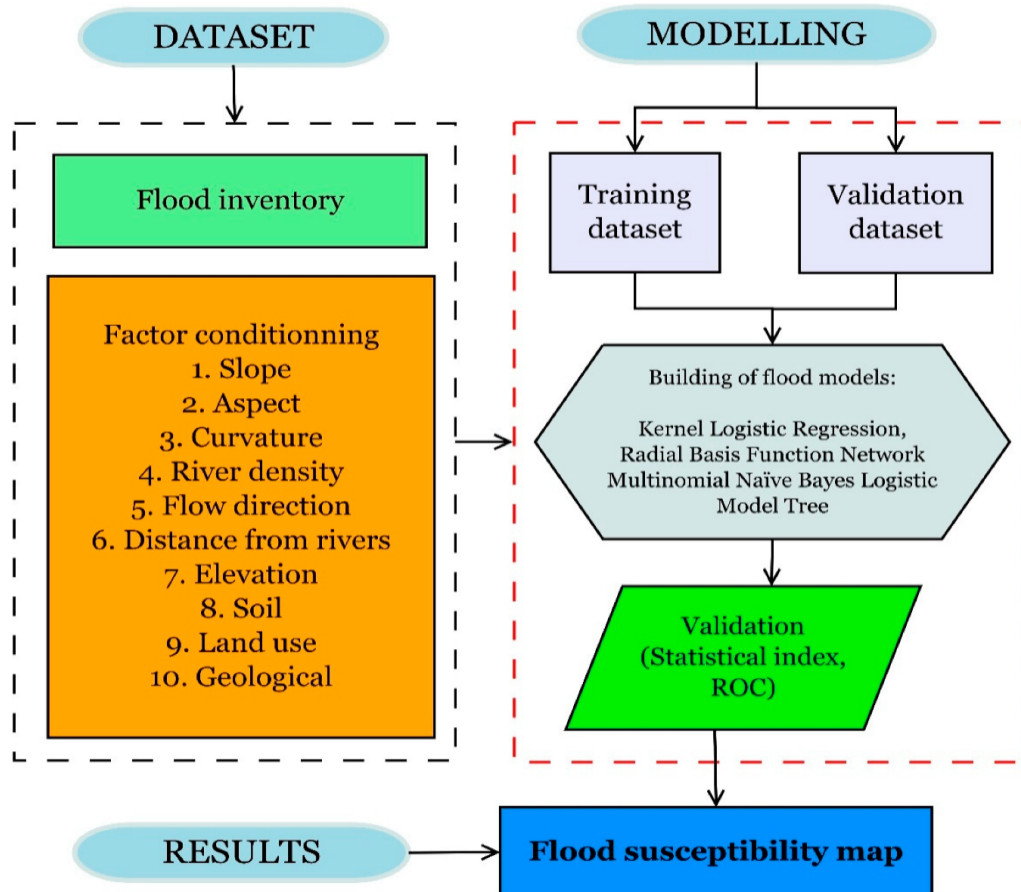 DATASET
Flood inventory
Factor conditionning
1. Slope
2. Aspect
3. Curvature
4. River density
5. Flow direction
6. Distance from rivers
7. Elevation
8. Soil
9. Land use
10. Geological
MODELLING
Training
dataset
Validation
dataset
Building of flood models:
Kernel Logistic Regression,
Radial Basis Function Network
Multinomial Naïve Bayes Logistic
Model Tree
Validation
(Statistical index,
ROC)
RESULTS
Flood susceptibility map